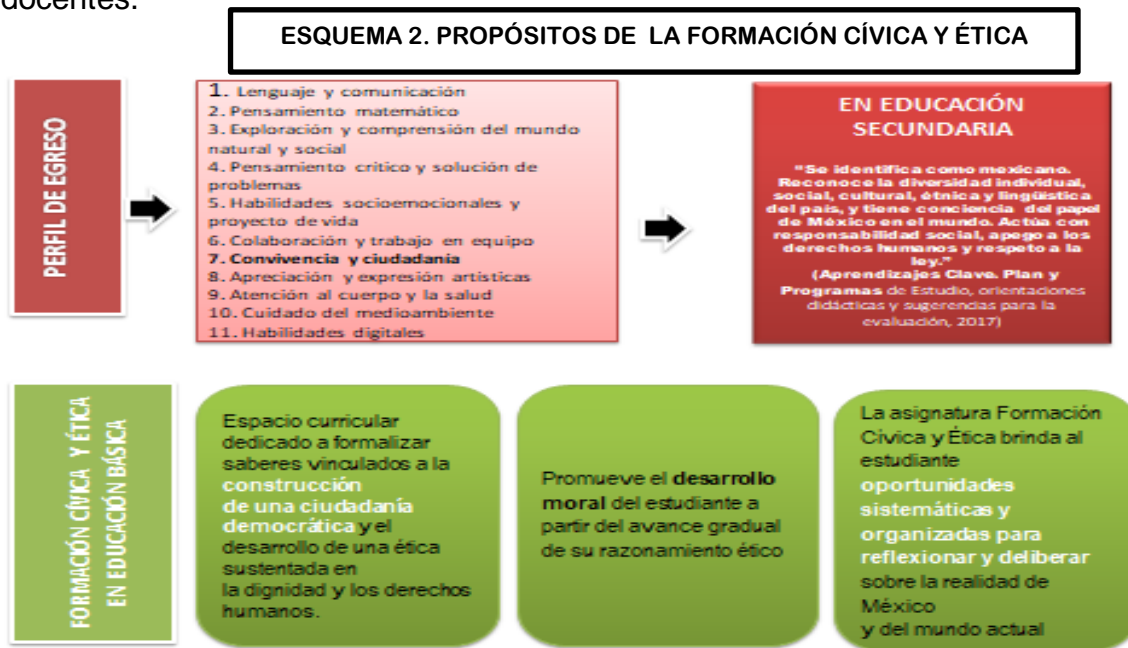 docentes.
ESQUEMA 2. PROPÓSITOS DE LA FORMACIÓN CÍVICA Y ÉTICA
PERFIL DE EGRESO
1. Lenguaje y comunicación
2. Pensamiento matemático
3. Exploración y comprensión del mundo
natural y social
4. Pensamiento crítico y solución de
problemas
5. Habilidades socioemocionales y
proyecto de vida
6. Colaboración y trabajo en equipo
7. Convivencia y ciudadanía
8. Apreciación y expresión artísticas
9. Atención al cuerpo y la salud
10. Cuidado del medioambiente
11. Habilidades digitales
EN EDUCACIÓN
SECUNDARIA
"Se identifica como mexicano.
Reconoce la diversidad individual,
social, cultural, étnica y lingüística
del país, y tiene conciencia del papel
de México en el mundo. Actúa con
responsabilidad social, apego a los
derechos humanos y respeto a la
ley."
(Aprendizajes Clave. Plan y
Programas de Estudio, orientaciones
didácticas y sugerencias para la
evaluación, 2017)
FORMACIÓN CÍVICA Y ÉTICA
EN EDUCACIÓN BÁSICA
Espacio curricular
dedicado a formalizar
saberes vinculados a la
construcción
de una ciudadanía
democrática y el
desarrollo de una ética
sustentada en
la dignidad y los derechos
humanos.
Promueve el desarrollo
moral del estudiante a
partir del avance gradual
de su razonamiento ético
La asignatura Formación
Cívica y Ética brinda al
estudiante
oportunidades
sistemáticas y
organizadas para
reflexionar y deliberar
sobre la realidad de
México
y del mundo actual